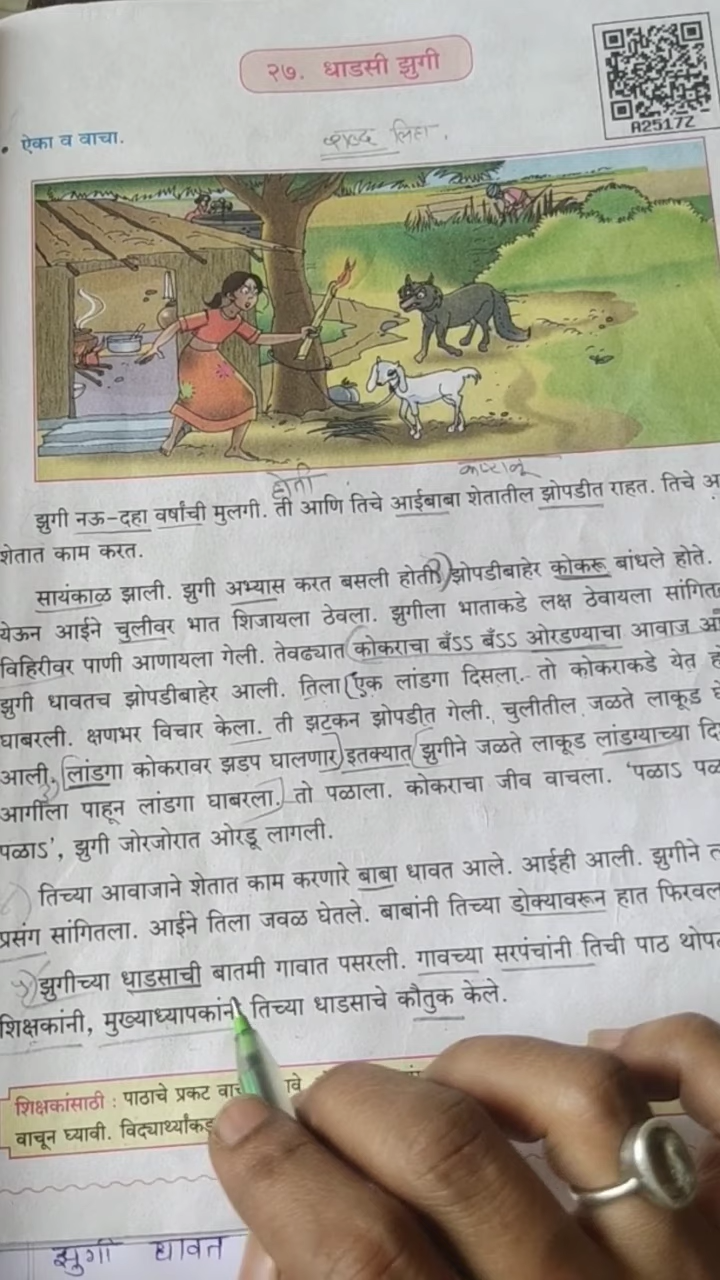 २७. धाडसी झुगी
A2517Z
• ऐका व वाचा.
शब्द लिहा.
होती
झुगी नऊ-दहा वर्षांची मुलगी. ती आणि तिचे आईबाबा शेतातील झोपडीत राहत. तिचे
शेतात काम करत.
सायंकाळ झाली. झुगी अभ्यास करत बसली होती. झोपडीबाहेर कोकरू बांधले होते.
येऊन आईने चुलीवर भात शिजायला ठेवला. झुगीला भाताकडे लक्ष ठेवायला
विहिरीवर पाणी आणायला गेली. तेवढ्यात कोकराचा बँऽऽ बँऽऽ ओरडण्याचा आवाज
झुगी धावतच झोपडीबाहेर आली. तिला एक लांडगा दिसला. तो कोकराकडे येत
घाबरली. क्षणभर विचार केला. ती झटकन झोपडीत गेली. चुलीतील जळते लाकूड
आली. लांडगा कोकरावर झडप घालणार इतक्यात झुगीने जळते लाकूड लांडग्याच्या
आगीला पाहून लांडगा घाबरला. तो पळाला. कोकराचा जीव वाचला. ‘पळाऽ
पळाऽ’, झुगी जोरजोरात ओरडू लागली.
तिच्या आवाजाने शेतात काम करणारे बाबा धावत आले. आईही आली. झुगीने
प्रसंग सांगितला. आईने तिला जवळ घेतले. बाबांनी तिच्या डोक्यावरून हात
झुगीच्या धाडसाची बातमी गावात पसरली. गावच्या सरपंचांनी तिची पाठ
शिक्षकांनी, मुख्याध्यापकांनी तिच्या धाडसाचे कौतुक केले.
शिक्षकांसाठी : पाठाचे प्रकट
वाचून घ्यावी.
झुगी धावत